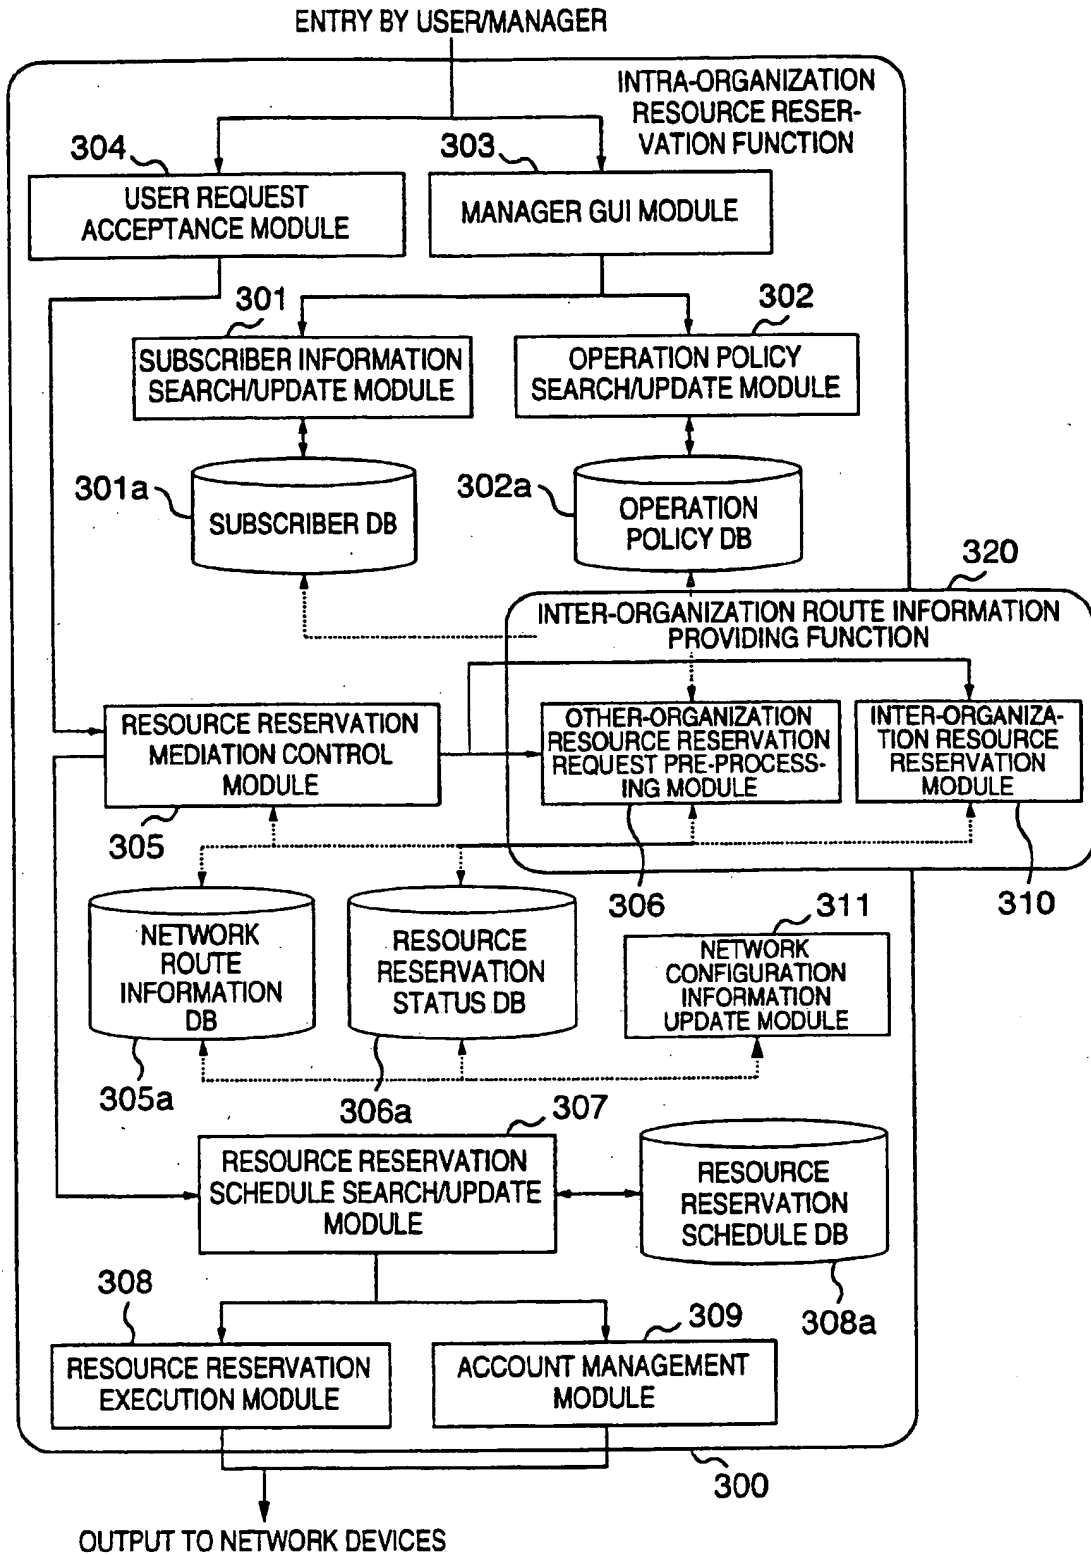 ENTRY BY USER/MANAGER
INTRA-ORGANIZATION
RESOURCE RESER-
VATION FUNCTION
304
303
USER REQUEST
ACCEPTANCE MODULE
MANAGER GUI MODULE
301
302
SUBSCRIBER INFORMATION
SEARCH/UPDATE MODULE
OPERATION POLICY
SEARCH/UPDATE MODULE
301a
SUBSCRIBER DB
302a
OPERATION
POLICY DB
320
INTER-ORGANIZATION ROUTE INFORMATION
PROVIDING FUNCTION
RESOURCE RESERVATION
MEDIATION CONTROL
MODULE
OTHER-ORGANIZATION
RESOURCE RESERVATION
REQUEST PRE-PROCESS-
ING MODULE
INTER-ORGANIZA-
TION RESOURCE
RESERVATION
MODULE
305
306
310
311
NETWORK
ROUTE
INFORMATION
DB
RESOURCE
RESERVATION
STATUS DB
NETWORK
CONFIGURATION
INFORMATION
UPDATE MODULE
305a
306a
307
RESOURCE RESERVATION
SCHEDULE SEARCH/UPDATE
MODULE
RESOURCE
RESERVATION
SCHEDULE DB
308
309
308a
RESOURCE RESERVATION
EXECUTION MODULE
ACCOUNT MANAGEMENT
MODULE
300
OUTPUT TO NETWORK DEVICES